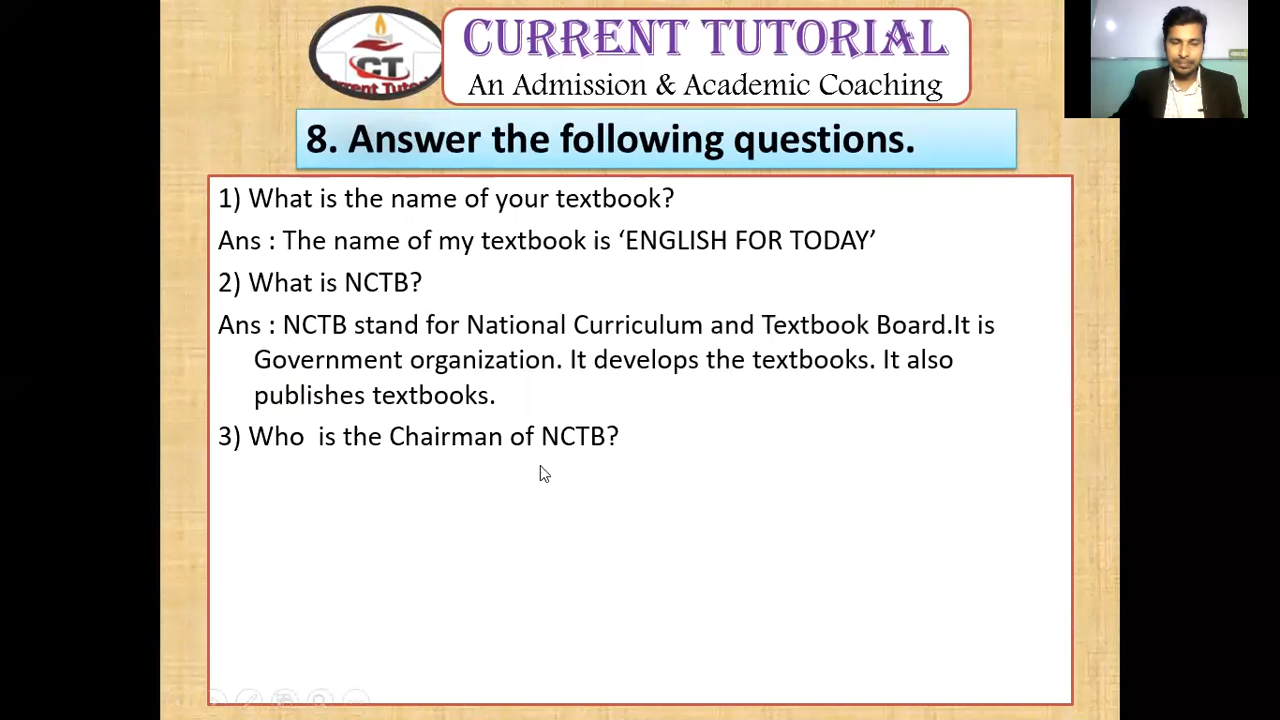 CT
CURRENT TUTORIAL
An Admission & Academic Coaching
8. Answer the following questions.
1) What is the name of your textbook?
Ans : The name of my textbook is ‘ENGLISH FOR TODAY’
2) What is NCTB?
Ans : NCTB stand for National Curriculum and Textbook Board.It is
Government organization. It develops the textbooks. It also
publishes textbooks.
3) Who  is the Chairman of NCTB?